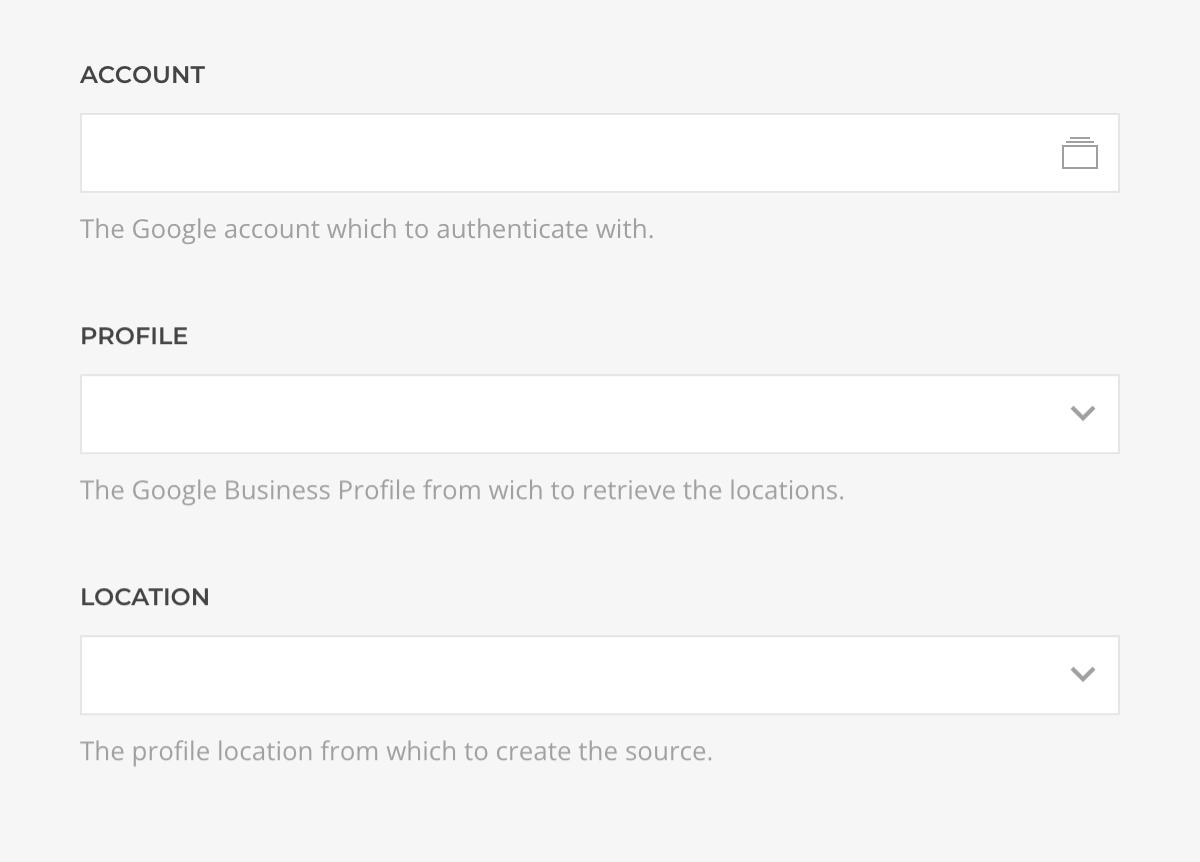 ACCOUNT
The Google account which to authenticate with.
PROFILE
The Google Business Profile from wich to retrieve the locations.
LOCATION
The profile location from which to create the source.